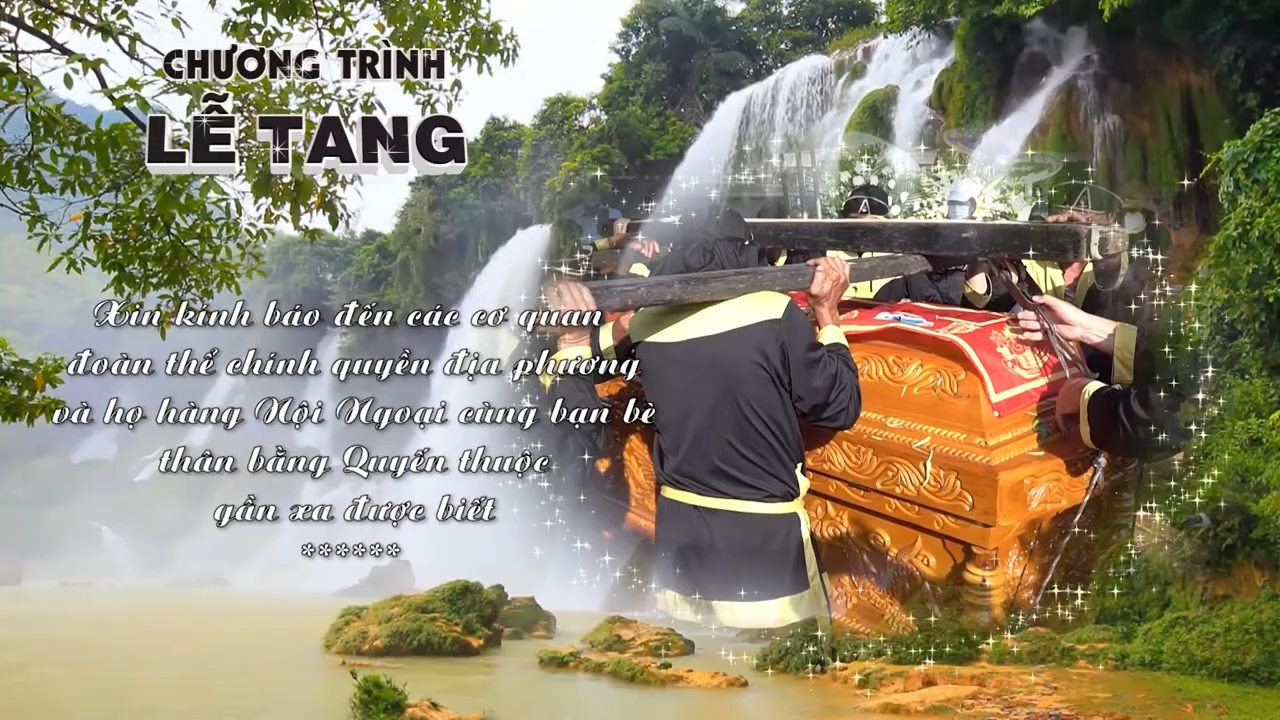 CHƯƠNG TRÌNH
LỄ TANG
Xin kính báo đến các cơ quan
đoàn thể chính quyền địa phương
và họ hàng Nội Ngoại cùng bạn bè
thân bằng Quyến thuộc
gần xa được biết
******